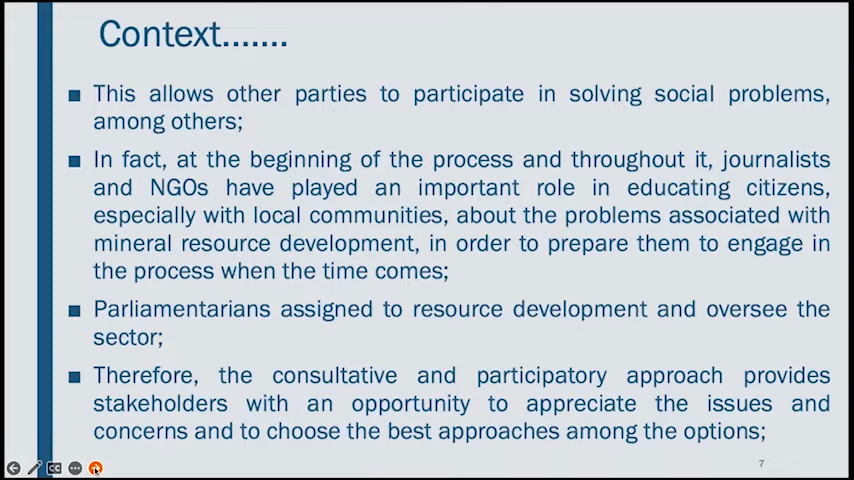 Context.......
This allows other parties to participate in solving social problems,
among others;
In fact, at the beginning of the process and throughout it, journalists
and NGOs have played an important role in educating citizens,
especially with local communities, about the problems associated with
mineral resource development, in order to prepare them to engage in
the process when the time comes;
Parliamentarians assigned to resource development and oversee the
sector;
Therefore, the consultative and participatory approach provides
stakeholders with an opportunity to appreciate the issues and
concerns and to choose the best approaches among the options;
CC
7